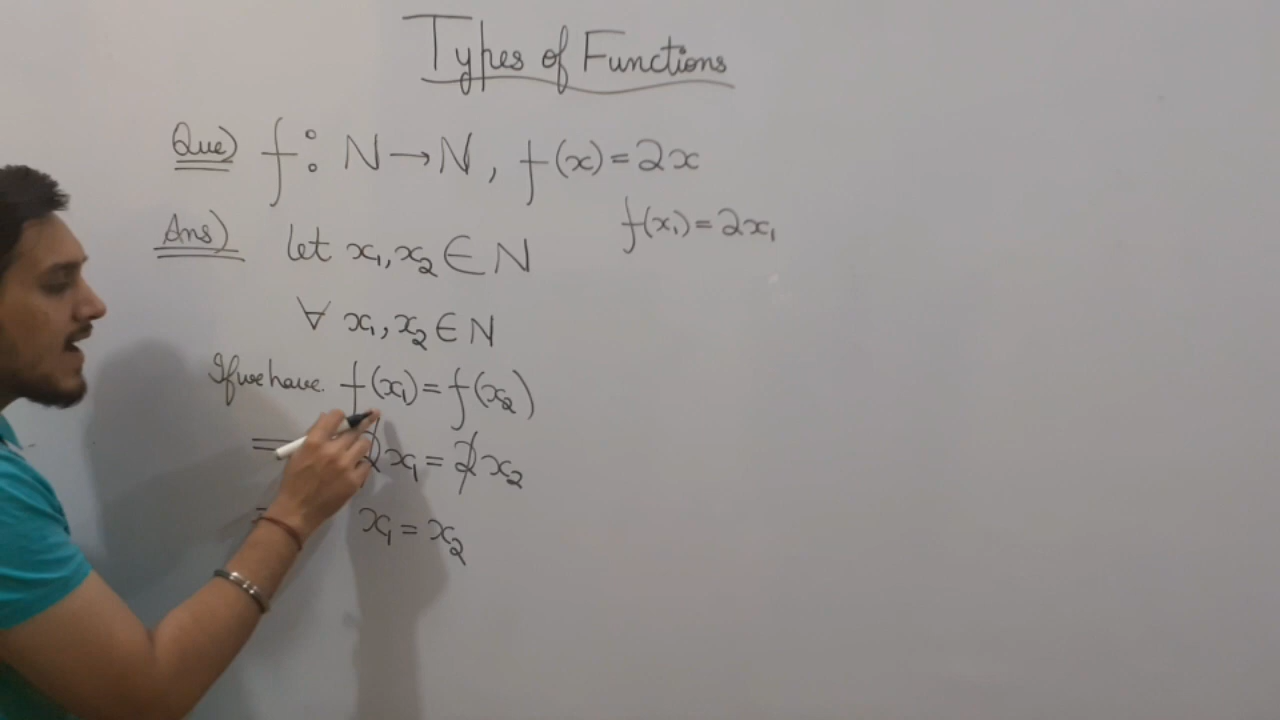 Types of Functions
Que) f: N → N, f(x) = 2x
f(x₁) = 2x₁
Ans) let x₁, x₂ ∈ N
∀ x₁, x₂ ∈ N
If we have. f(x₁) = f(x₂)
⇒ 2x₁ = 2x₂
x₁ = x₂